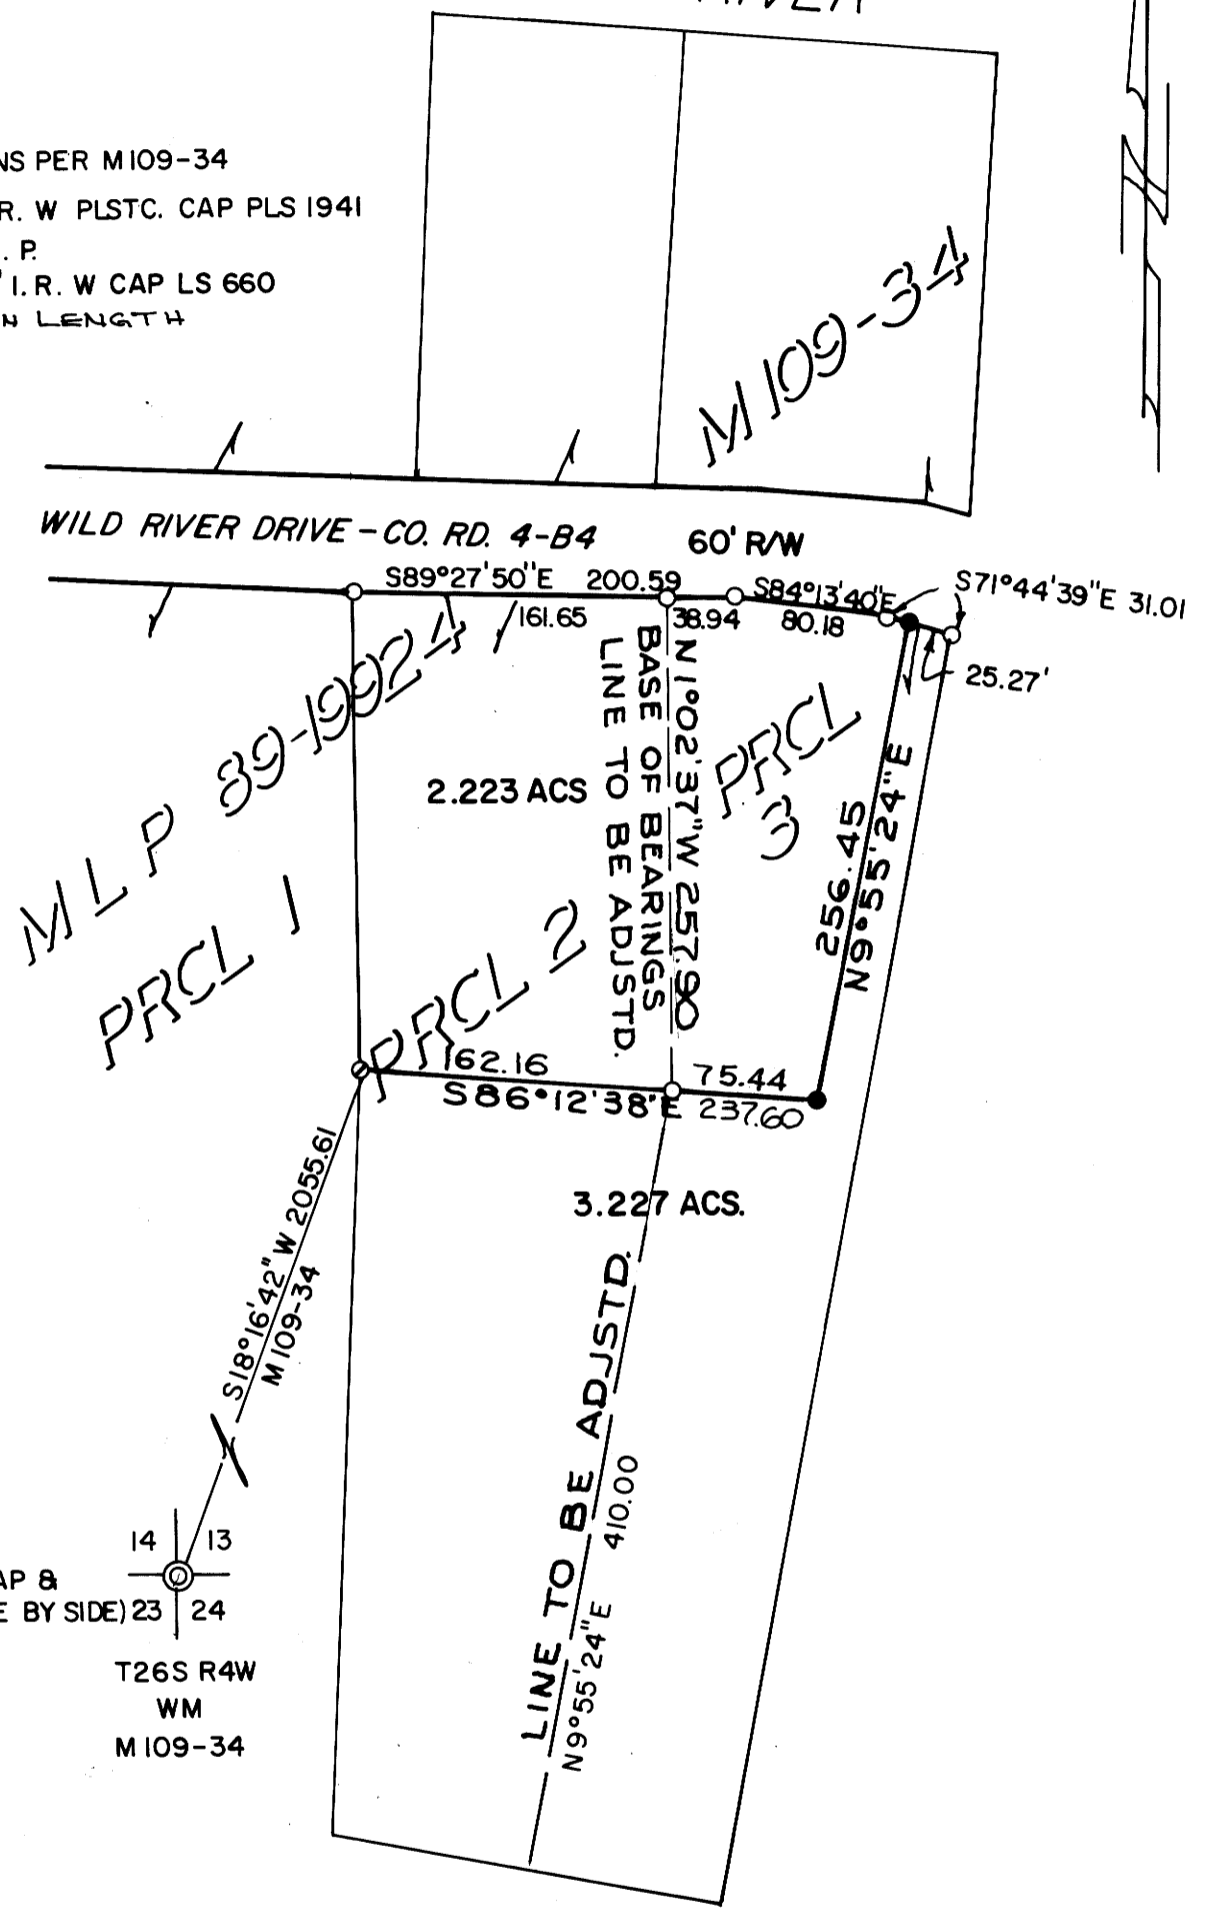 NS PER M109-34
R. W PLSTC. CAP PLS 1941
. P.
" I.R. W CAP LS 660
N LENGTH
M109-34
WILD RIVER DRIVE - CO. RD. 4-B4 60' R/W
S89°27'50"E 200.59
S84°13'40"E
S71°44'39"E 31.01
161.65
38.94
80.18
25.27'
MLP 89-19924
N 1°02'37"W 257.90
BASE OF BEARINGS
LINE TO BE ADJSTD.
PRCL
3
2.223 ACS
256.45
N9°55'24"E
PRCL 1
PRCL 2
162.16
75.44
S86°12'38"E 237.60
3.227 ACS.
S18°16'42"W 2055.61
M109-34
LINE TO BE ADJSTD.
N9°55'24"E 410.00
14 13
AP &
E BY SIDE) 23 24
T26S R4W
WM
M109-34